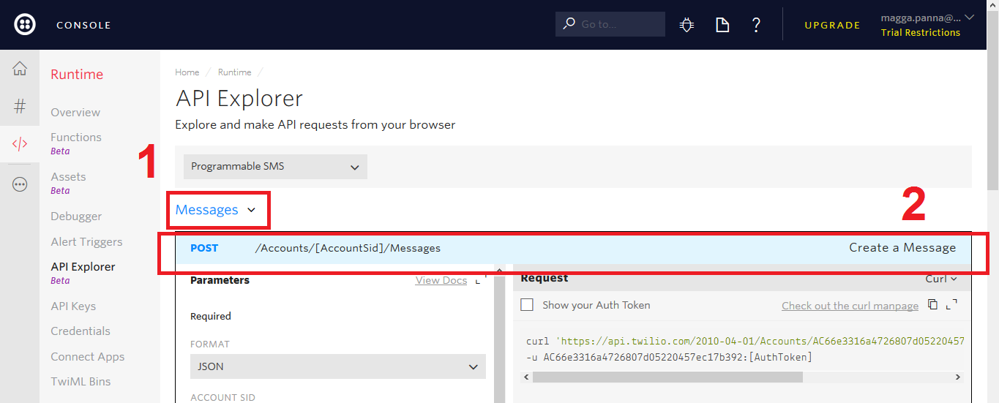 CONSOLE
Go to...
?
UPGRADE
magga.panna@...
Trial Restrictions
Runtime
Overview
Functions
Beta
Assets
Beta
Debugger
Alert Triggers
API Explorer
Beta
API Keys
Credentials
Connect Apps
TwiML Bins
#
</>
Home / Runtime /
API Explorer
Explore and make API requests from your browser
1
Programmable SMS
Messages
2
POST /Accounts/[AccountSid]/Messages Create a Message
Parameters View Docs
Required
FORMAT
JSON
ACCOUNT SID
Request Curl
Show your Auth Token Check out the curl manpage
curl 'https://api.twilio.com/2010-04-01/Accounts/AC66e3316a4726807d05220457
-u AC66e3316a4726807d05220457ec17b392:[AuthToken]